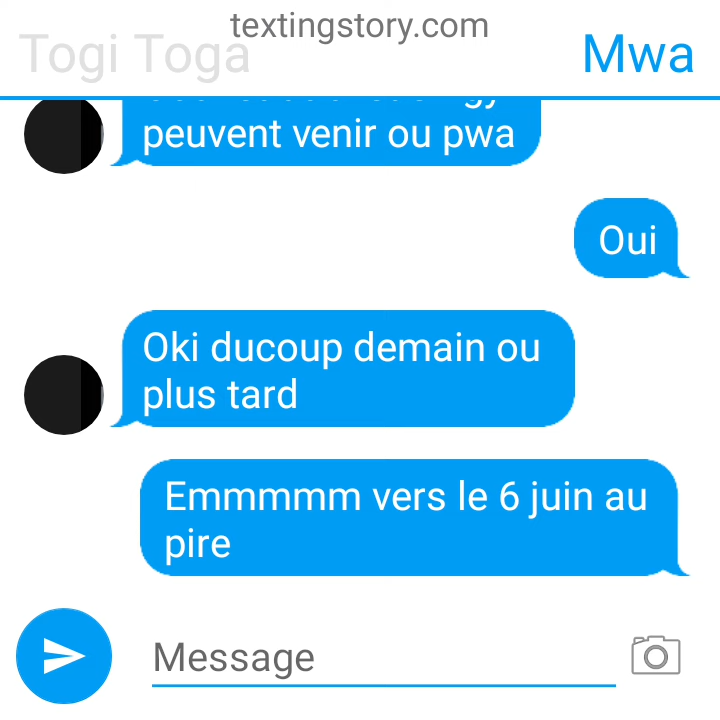 textingstory.com
Togi Toga
Mwa
peuvent venir ou pwa
Oui
Oki ducoup demain ou
plus tard
Emmmmm vers le 6 juin au
pire
Message